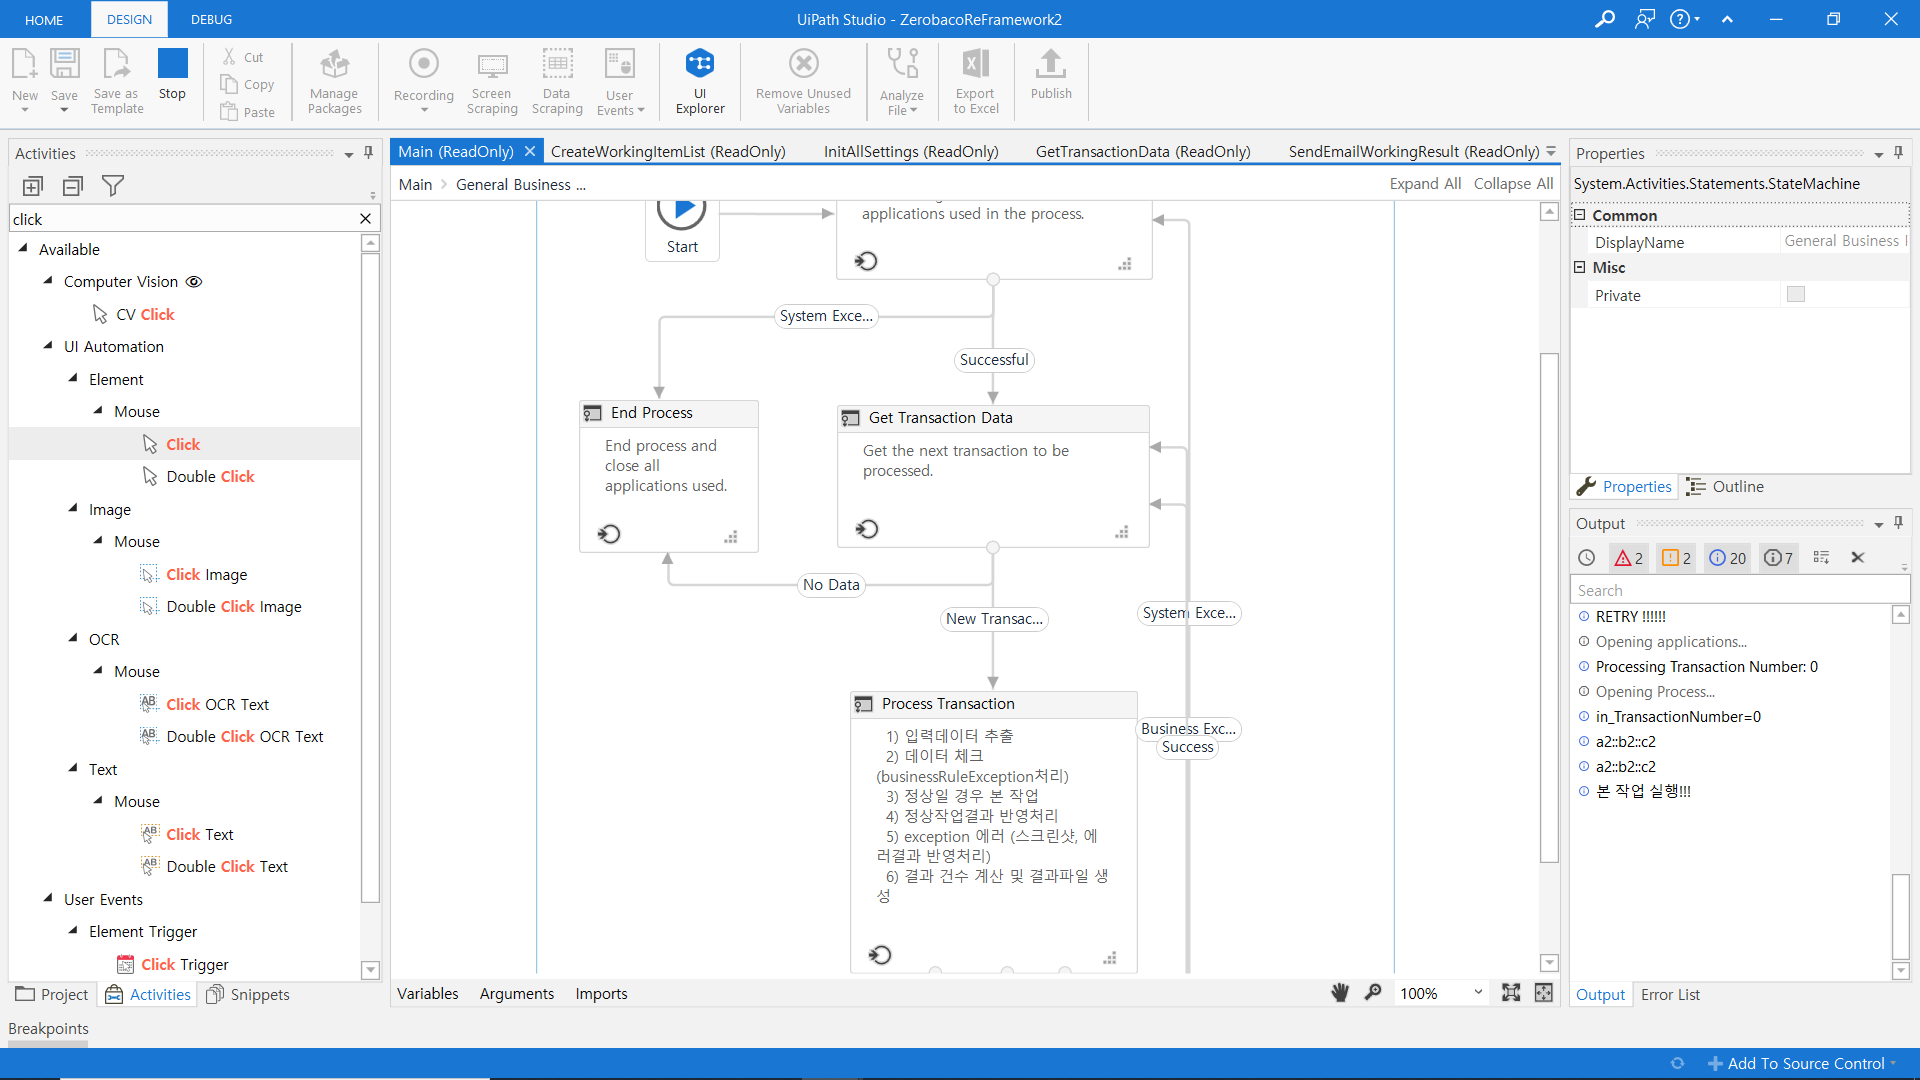 HOME
DESIGN
DEBUG
UiPath Studio - ZerobacoReFramework2
New
Save
Save as
Template
Stop
Cut
Copy
Paste
Manage
Packages
Recording
Screen
Scraping
Data
Scraping
User
Events
UI
Explorer
Remove Unused
Variables
Analyze
File
Export
to Excel
Publish
Activities
click
Available
Computer Vision
CV Click
UI Automation
Element
Mouse
Click
Double Click
Image
Mouse
Click Image
Double Click Image
OCR
Mouse
Click OCR Text
Double Click OCR Text
Text
Mouse
Click Text
Double Click Text
User Events
Element Trigger
Click Trigger
Project
Activities
Snippets
Breakpoints
Main (ReadOnly)
CreateWorkingItemList (ReadOnly)
InitAllSettings (ReadOnly)
GetTransactionData (ReadOnly)
SendEmailWorkingResult (ReadOnly)
Main
General Business ...
Expand All
Collapse All
Start
applications used in the process.
System Exce...
Successful
End Process
End process and
close all
applications used.
Get Transaction Data
Get the next transaction to be
processed.
No Data
New Transac...
System Exce...
Process Transaction
1) 입력데이터 추출
2) 데이터 체크
(businessRuleException처리)
3) 정상일 경우 본 작업
4) 정상작업결과 반영처리
5) exception 에러 (스크린샷, 에
러결과 반영처리)
6) 결과 건수 계산 및 결과파일 생
성
Business Exc...
Success
Variables
Arguments
Imports
100%
Properties
System.Activities.Statements.StateMachine
Common
DisplayName
General Business
Misc
Private
Properties
Outline
Output
2
2
20
7
Search
RETRY !!!!!!
Opening applications...
Processing Transaction Number: 0
Opening Process...
in_TransactionNumber=0
a2::b2::c2
a2::b2::c2
본 작업 실행!!!
Output
Error List
Add To Source Control